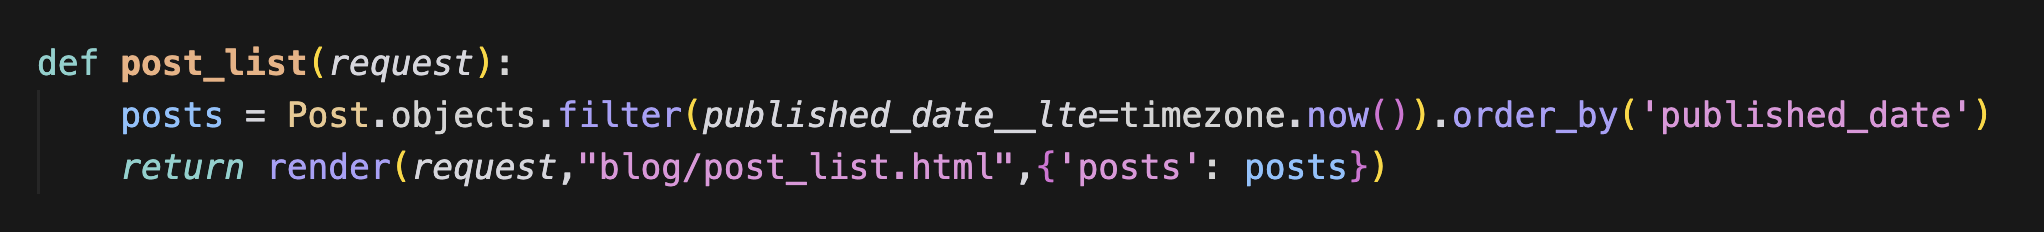 def post_list(request):
    posts = Post.objects.filter(published_date__lte=timezone.now()).order_by('published_date')
    return render(request,"blog/post_list.html",{'posts': posts})